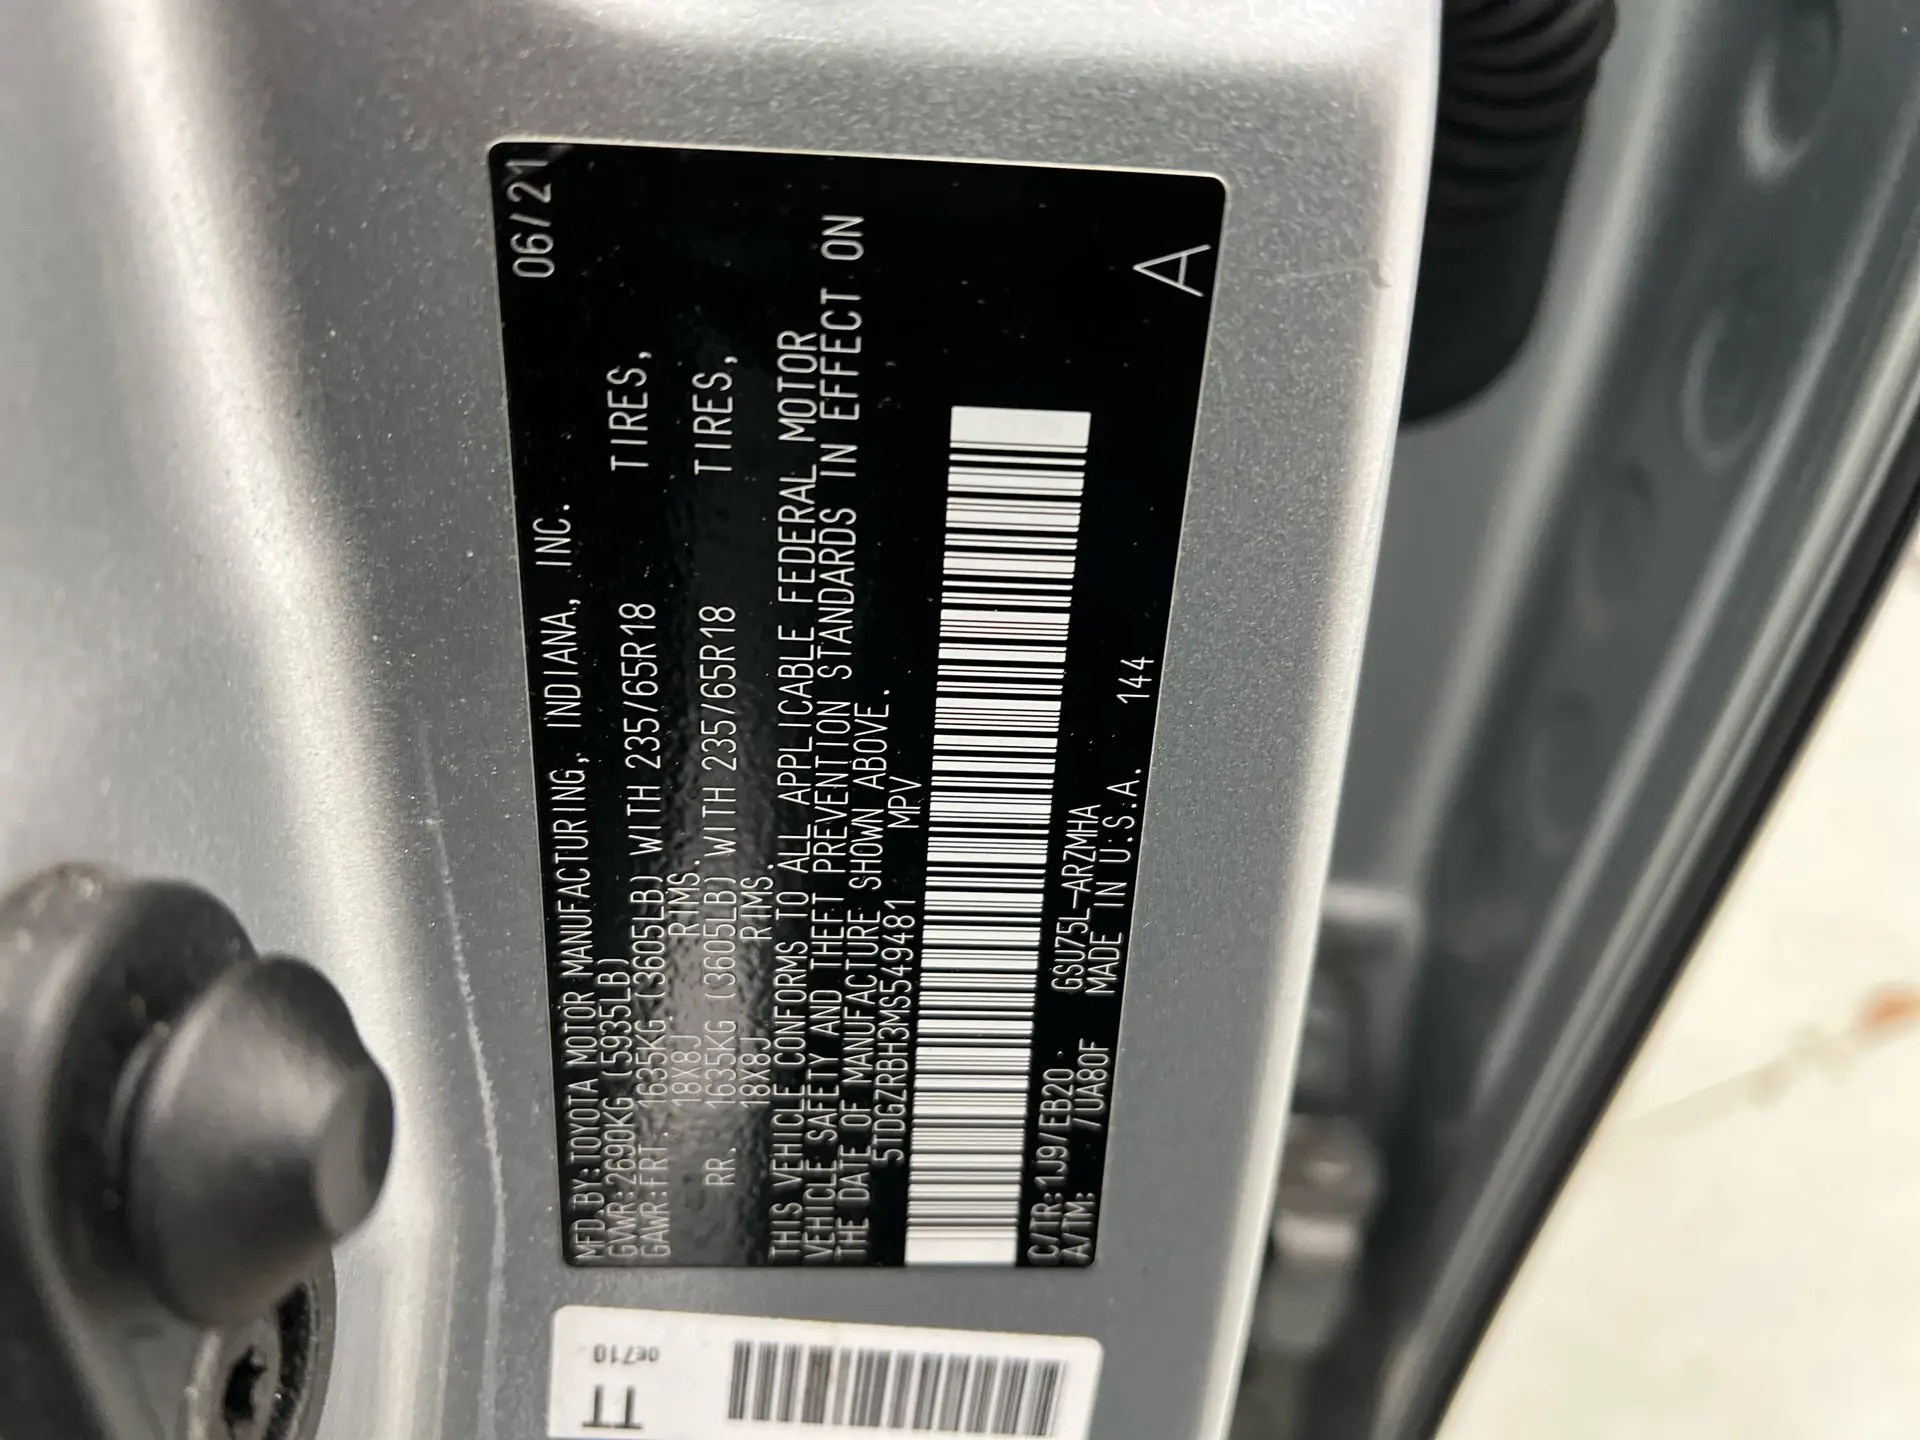 06/21
MFD.BY:TOYOTA MOTOR MANUFACTURING, INDIANA, INC.
GVWR:2690KG (5935LB)
GAWR:FRT. 1635KG (3605LB) WITH 235/65R18 TIRES,
18X8J RIMS.
RR. 1635KG (3605LB) WITH 235/65R18 TIRES,
18X8J RIMS.
THIS VEHICLE CONFORMS TO ALL APPLICABLE FEDERAL MOTOR
VEHICLE SAFETY AND THEFT PREVENTION STANDARDS IN EFFECT ON
THE DATE OF MANUFACTURE SHOWN ABOVE.
5TDGZRBH3MS549481 MPV
C/TR:1J9/EB20 GSU75L-ARZMHA
A/TM: /UA80F MADE IN U.S.A. 144
A
TT
0E710